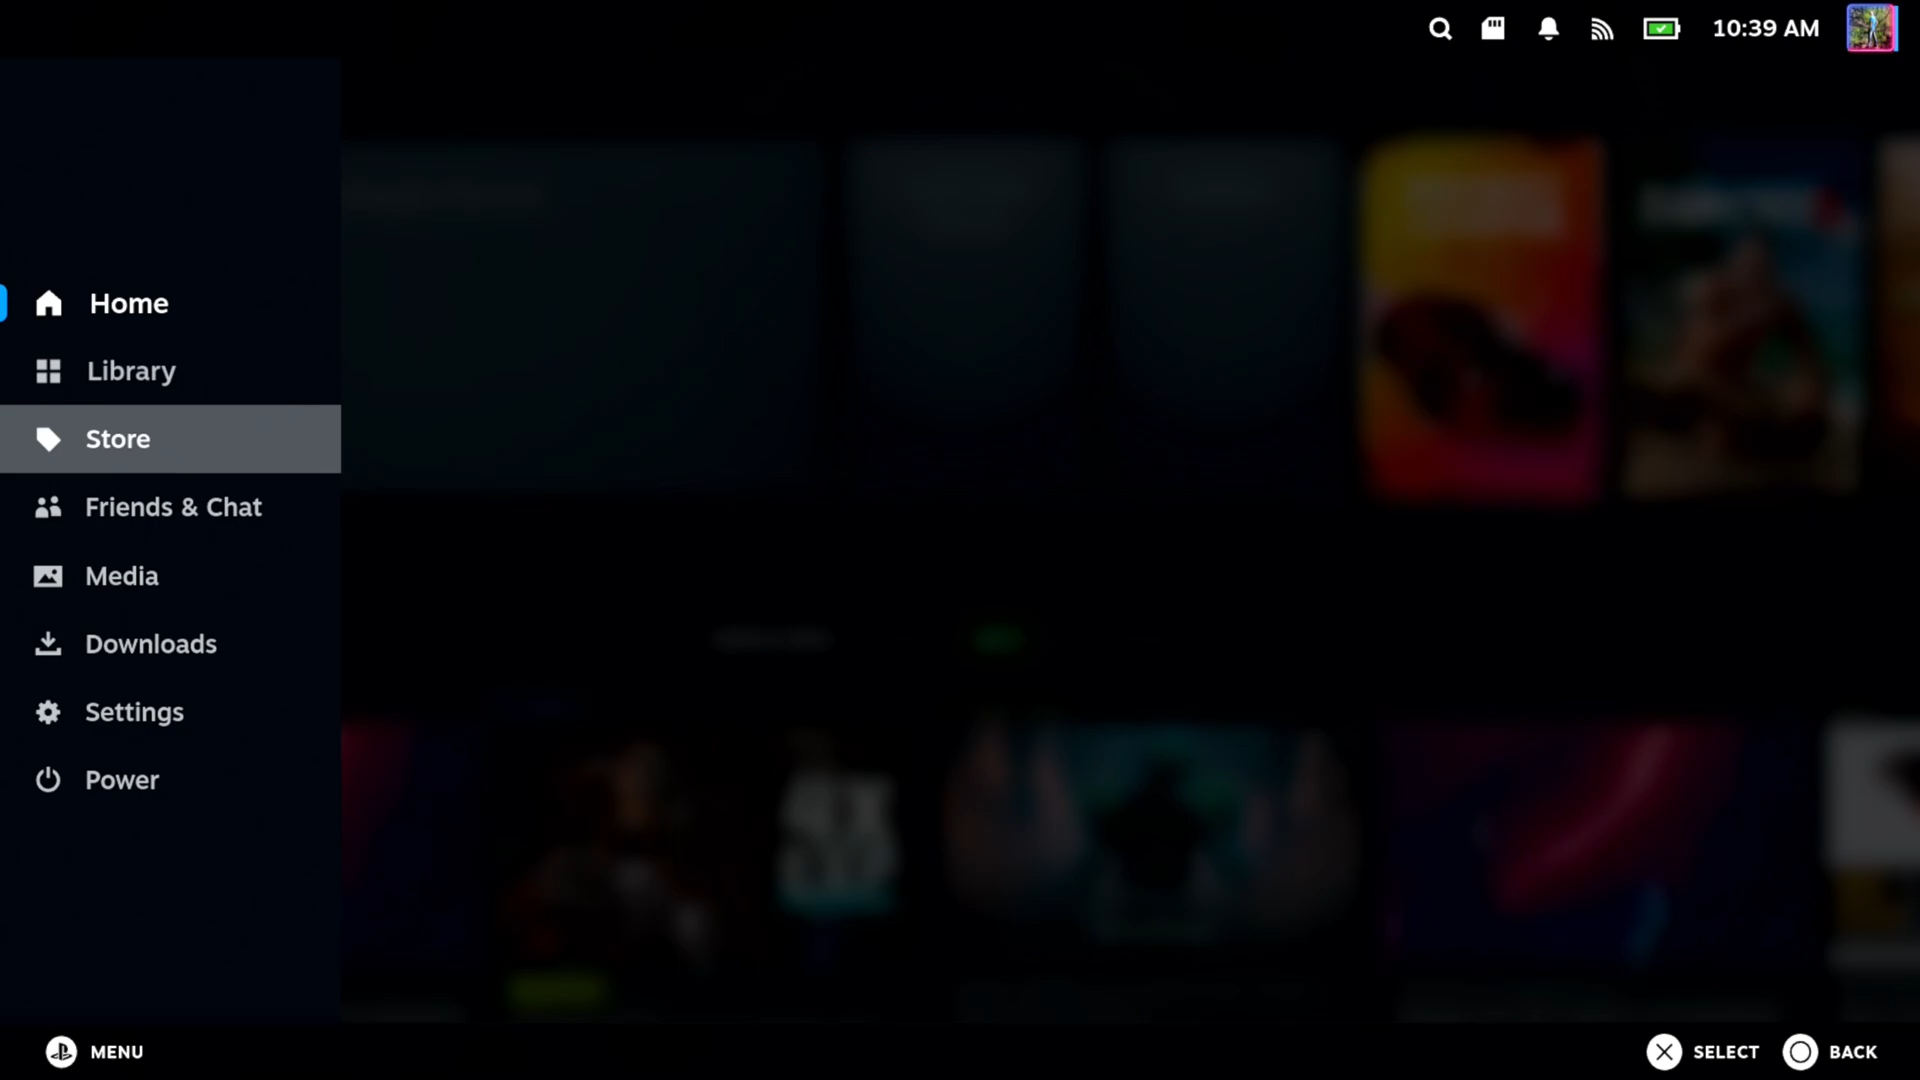 10:39 AM
Home
Library
Store
Friends & Chat
Media
Downloads
Settings
Power
MENU
SELECT
BACK